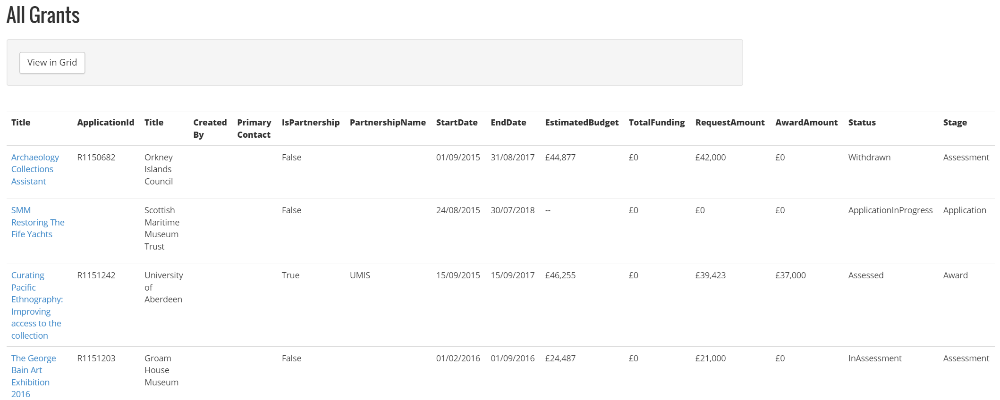 All Grants
View in Grid
Title ApplicationId Title Created By Primary Contact IsPartnership PartnershipName StartDate EndDate EstimatedBudget TotalFunding RequestAmount AwardAmount Status Stage
Archaeology Collections Assistant R1150682 Orkney Islands Council False 01/09/2015 31/08/2017 £44,877 £0 £42,000 £0 Withdrawn Assessment
SMM Restoring The Fife Yachts Scottish Maritime Museum Trust False 24/08/2015 30/07/2018 -- £0 £0 £0 ApplicationInProgress Application
Curating Pacific Ethnography: Improving access to the collection R1151242 University of Aberdeen True UMIS 15/09/2015 15/09/2017 £46,255 £0 £39,423 £37,000 Assessed Award
The George Bain Art Exhibition 2016 R1151203 Groam House Museum False 01/02/2016 01/09/2016 £24,487 £0 £21,000 £0 InAssessment Assessment